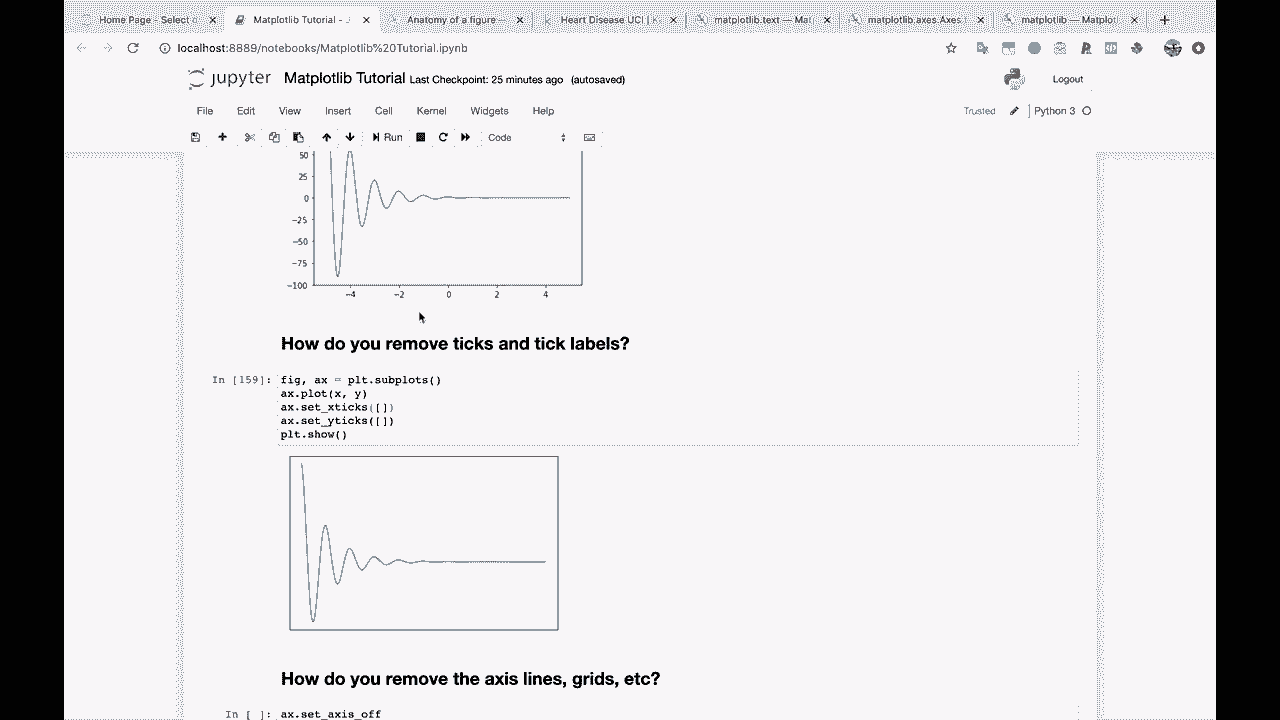 Home Page - Select c
Matplotlib Tutorial - J
Anatomy of a figure —
Heart Disease UCI | K
matplotlib.text — Mat
matplotlib.axes.Axes
matplotlib — Matplot
localhost:8889/notebooks/Matplotlib%20Tutorial.ipynb
jupyter Matplotlib Tutorial Last Checkpoint: 25 minutes ago (autosaved)
Logout
File Edit View Insert Cell Kernel Widgets Help
Trusted Python 3
Run Code
50
25
0
−25
−50
−75
−100
−4 −2 0 2 4
How do you remove ticks and tick labels?
In [159]: fig, ax = plt.subplots()
ax.plot(x, y)
ax.set_xticks([])
ax.set_yticks([])
plt.show()
How do you remove the axis lines, grids, etc?
In [ ]: ax.set_axis_off